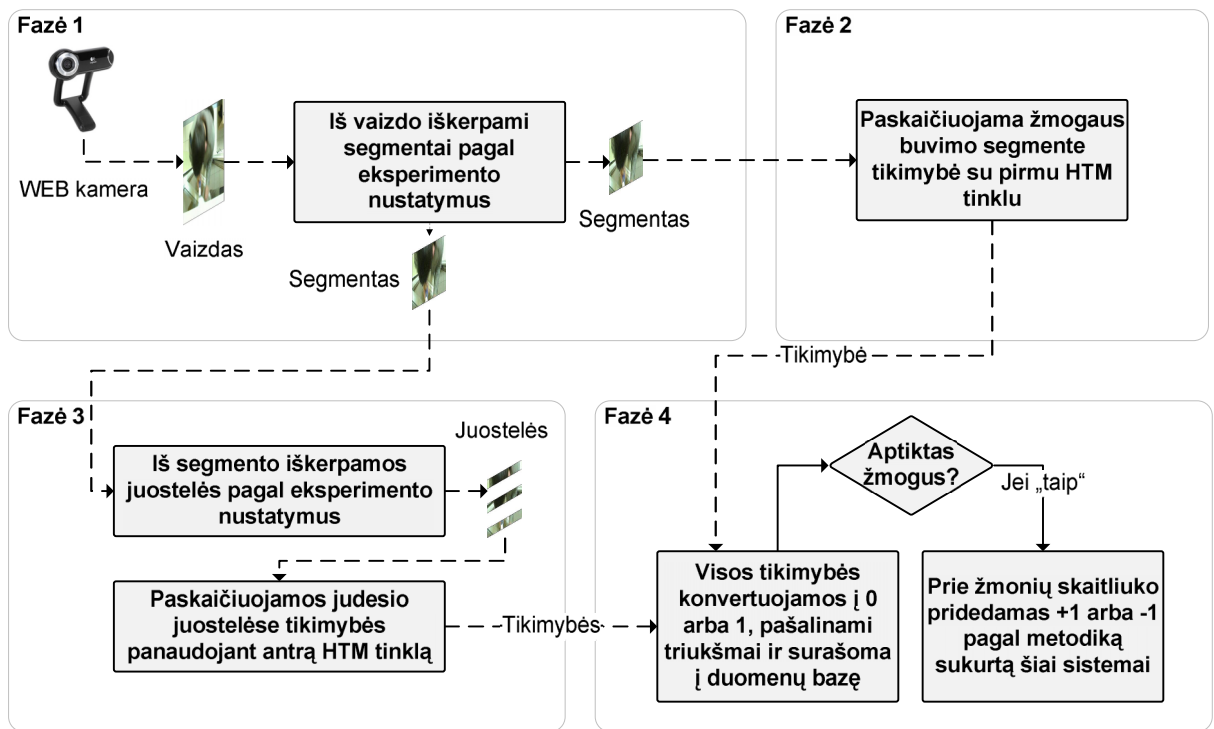 Fazė 1
WEB kamera
Vaizdas
Iš vaizdo iškerpami
segmentai pagal
eksperimento
nustatymus
Segmentas
Segmentas
Fazė 2
Paskaičiuojama žmogaus
buvimo segmente
tikimybė su pirmu HTM
tinklu
Tikimybė
Fazė 3
Iš segmento iškerpamos
juostelės pagal eksperimento
nustatymus
Juostelės
Paskaičiuojamos judesio
juostelėse tikimybės
panaudojant antrą HTM tinklą
Tikimybės
Fazė 4
Visos tikimybės
konvertuojamos į 0
arba 1, pašalinami
triukšmai ir surašoma
į duomenų bazę
Aptiktas
žmogus?
Jei „taip“
Prie žmonių skaitliuko
pridedamas +1 arba -1
pagal metodiką
sukurtą šiai sistemai